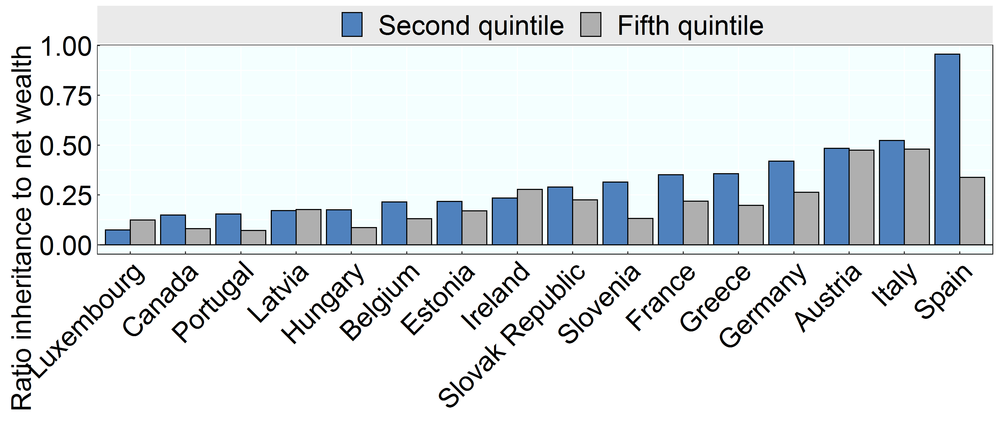 Second quintile
Fifth quintile
Ratio inheritance to net wealth
1.00
0.75
0.50
0.25
0.00
Luxembourg
Canada
Portugal
Latvia
Hungary
Belgium
Estonia
Ireland
Slovak Republic
Slovenia
France
Greece
Germany
Austria
Italy
Spain